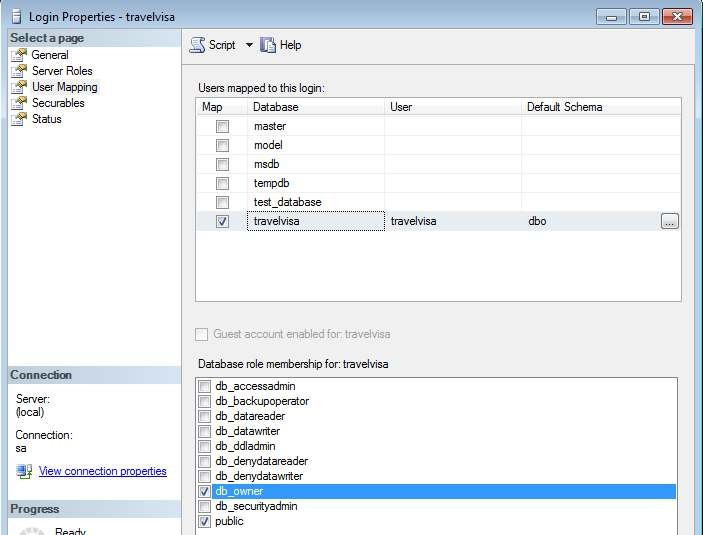 Login Properties - travelvisa
Select a page
General
Server Roles
User Mapping
Securables
Status
Script Help
Users mapped to this login:
Map Database User Default Schema
master
model
msdb
tempdb
test_database
travelvisa travelvisa dbo ...
Guest account enabled for: travelvisa
Database role membership for: travelvisa
db_accessadmin
db_backupoperator
db_datareader
db_datawriter
db_ddladmin
db_denydatareader
db_denydatawriter
db_owner
db_securityadmin
public
Connection
Server:
(local)
Connection:
sa
View connection properties
Progress
Ready